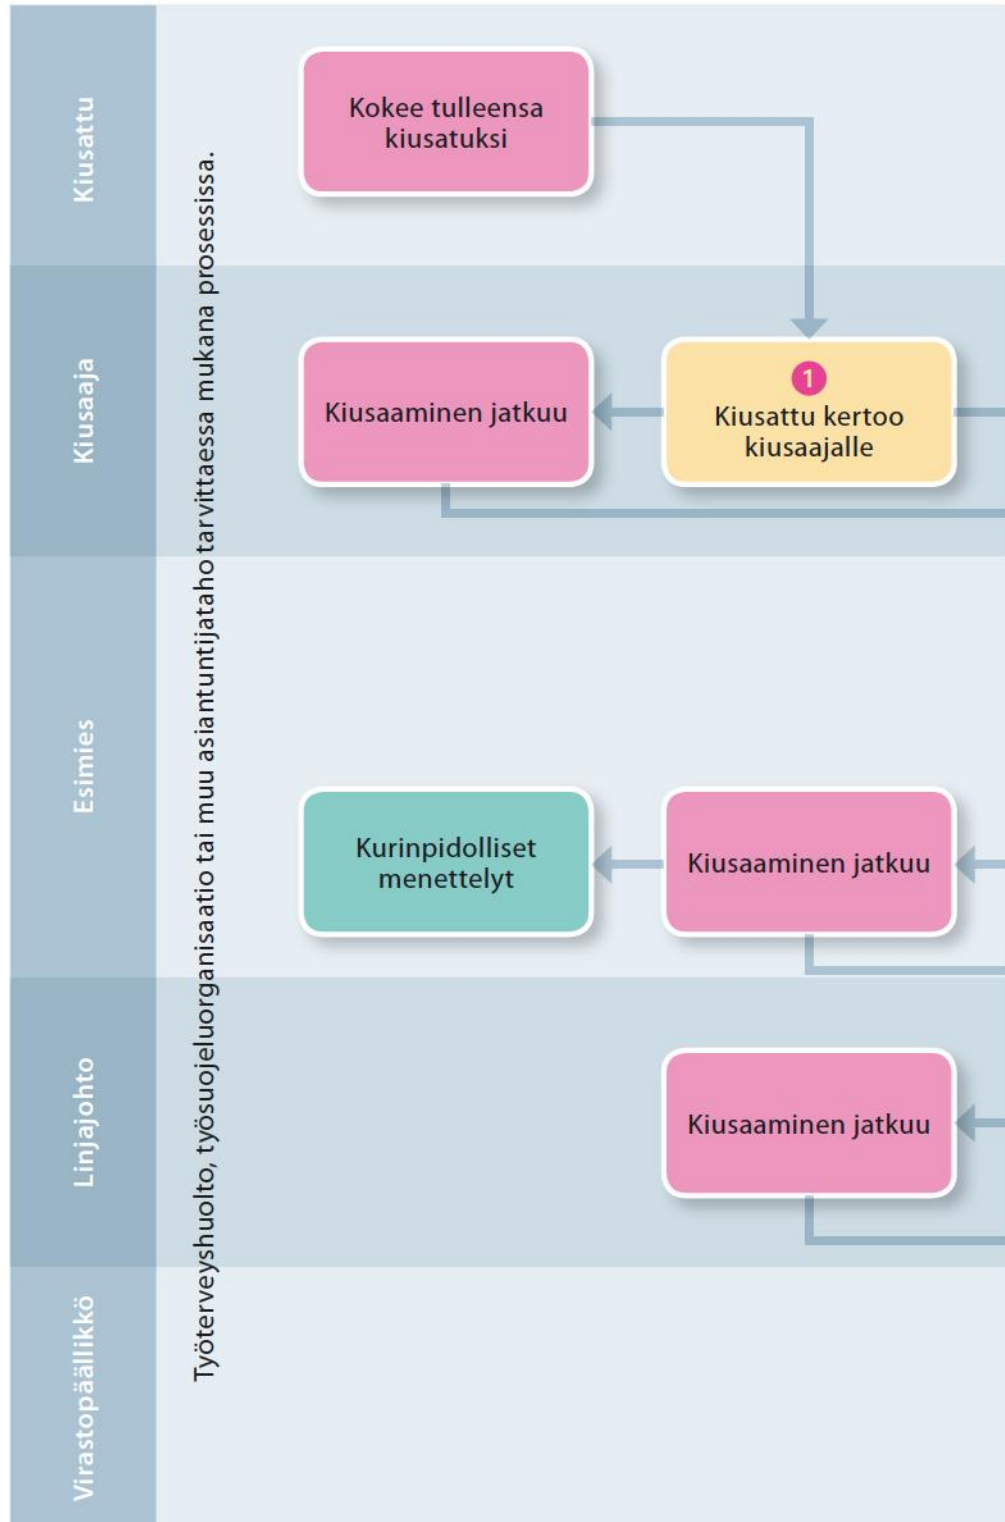 Kiusattu
Kokee tulleensa
kiusatuksi
Työterveyshuolto, työsuojeluorganisaatio tai muu asiantuntijataho tarvittaessa mukana prosessissa.
Kiusaaja
Kiusaaminen jatkuu
1
Kiusattu kertoo
kiusaajalle
Esimies
Kurinpidolliset
menettelyt
Kiusaaminen jatkuu
Linjajohto
Kiusaaminen jatkuu
Virastopäällikkö